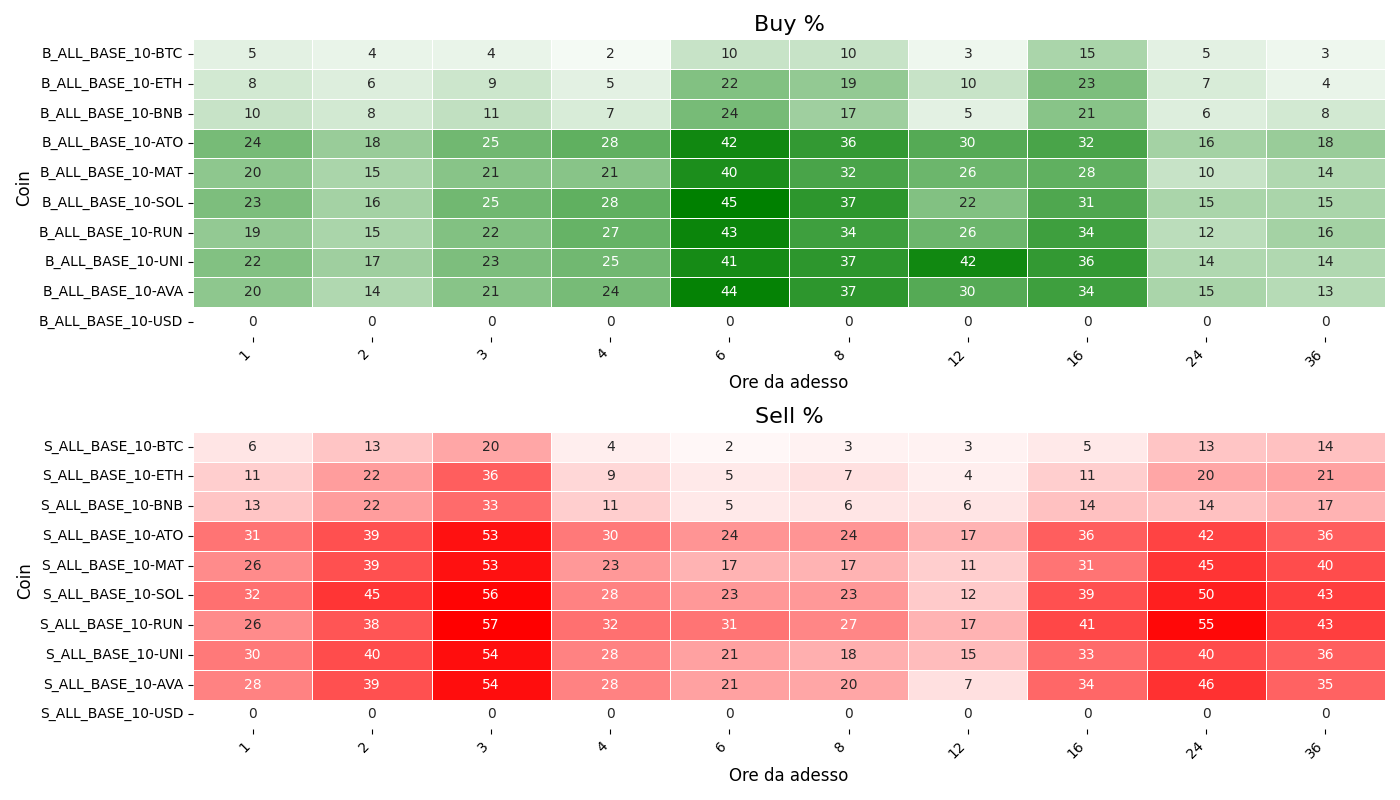 Buy %
Coin
B_ALL_BASE_10-BTC 5 4 4 2 10 10 3 15 5 3
B_ALL_BASE_10-ETH 8 6 9 5 22 19 10 23 7 4
B_ALL_BASE_10-BNB 10 8 11 7 24 17 5 21 6 8
B_ALL_BASE_10-ATO 24 18 25 28 42 36 30 32 16 18
B_ALL_BASE_10-MAT 20 15 21 21 40 32 26 28 10 14
B_ALL_BASE_10-SOL 23 16 25 28 45 37 22 31 15 15
B_ALL_BASE_10-RUN 19 15 22 27 43 34 26 34 12 16
B_ALL_BASE_10-UNI 22 17 23 25 41 37 42 36 14 14
B_ALL_BASE_10-AVA 20 14 21 24 44 37 30 34 15 13
B_ALL_BASE_10-USD 0 0 0 0 0 0 0 0 0 0
1 2 3 4 6 8 12 16 24 36
Ore da adesso
Sell %
Coin
S_ALL_BASE_10-BTC 6 13 20 4 2 3 3 5 13 14
S_ALL_BASE_10-ETH 11 22 36 9 5 7 4 11 20 21
S_ALL_BASE_10-BNB 13 22 33 11 5 6 6 14 14 17
S_ALL_BASE_10-ATO 31 39 53 30 24 24 17 36 42 36
S_ALL_BASE_10-MAT 26 39 53 23 17 17 11 31 45 40
S_ALL_BASE_10-SOL 32 45 56 28 23 23 12 39 50 43
S_ALL_BASE_10-RUN 26 38 57 32 31 27 17 41 55 43
S_ALL_BASE_10-UNI 30 40 54 28 21 18 15 33 40 36
S_ALL_BASE_10-AVA 28 39 54 28 21 20 7 34 46 35
S_ALL_BASE_10-USD 0 0 0 0 0 0 0 0 0 0
1 2 3 4 6 8 12 16 24 36
Ore da adesso